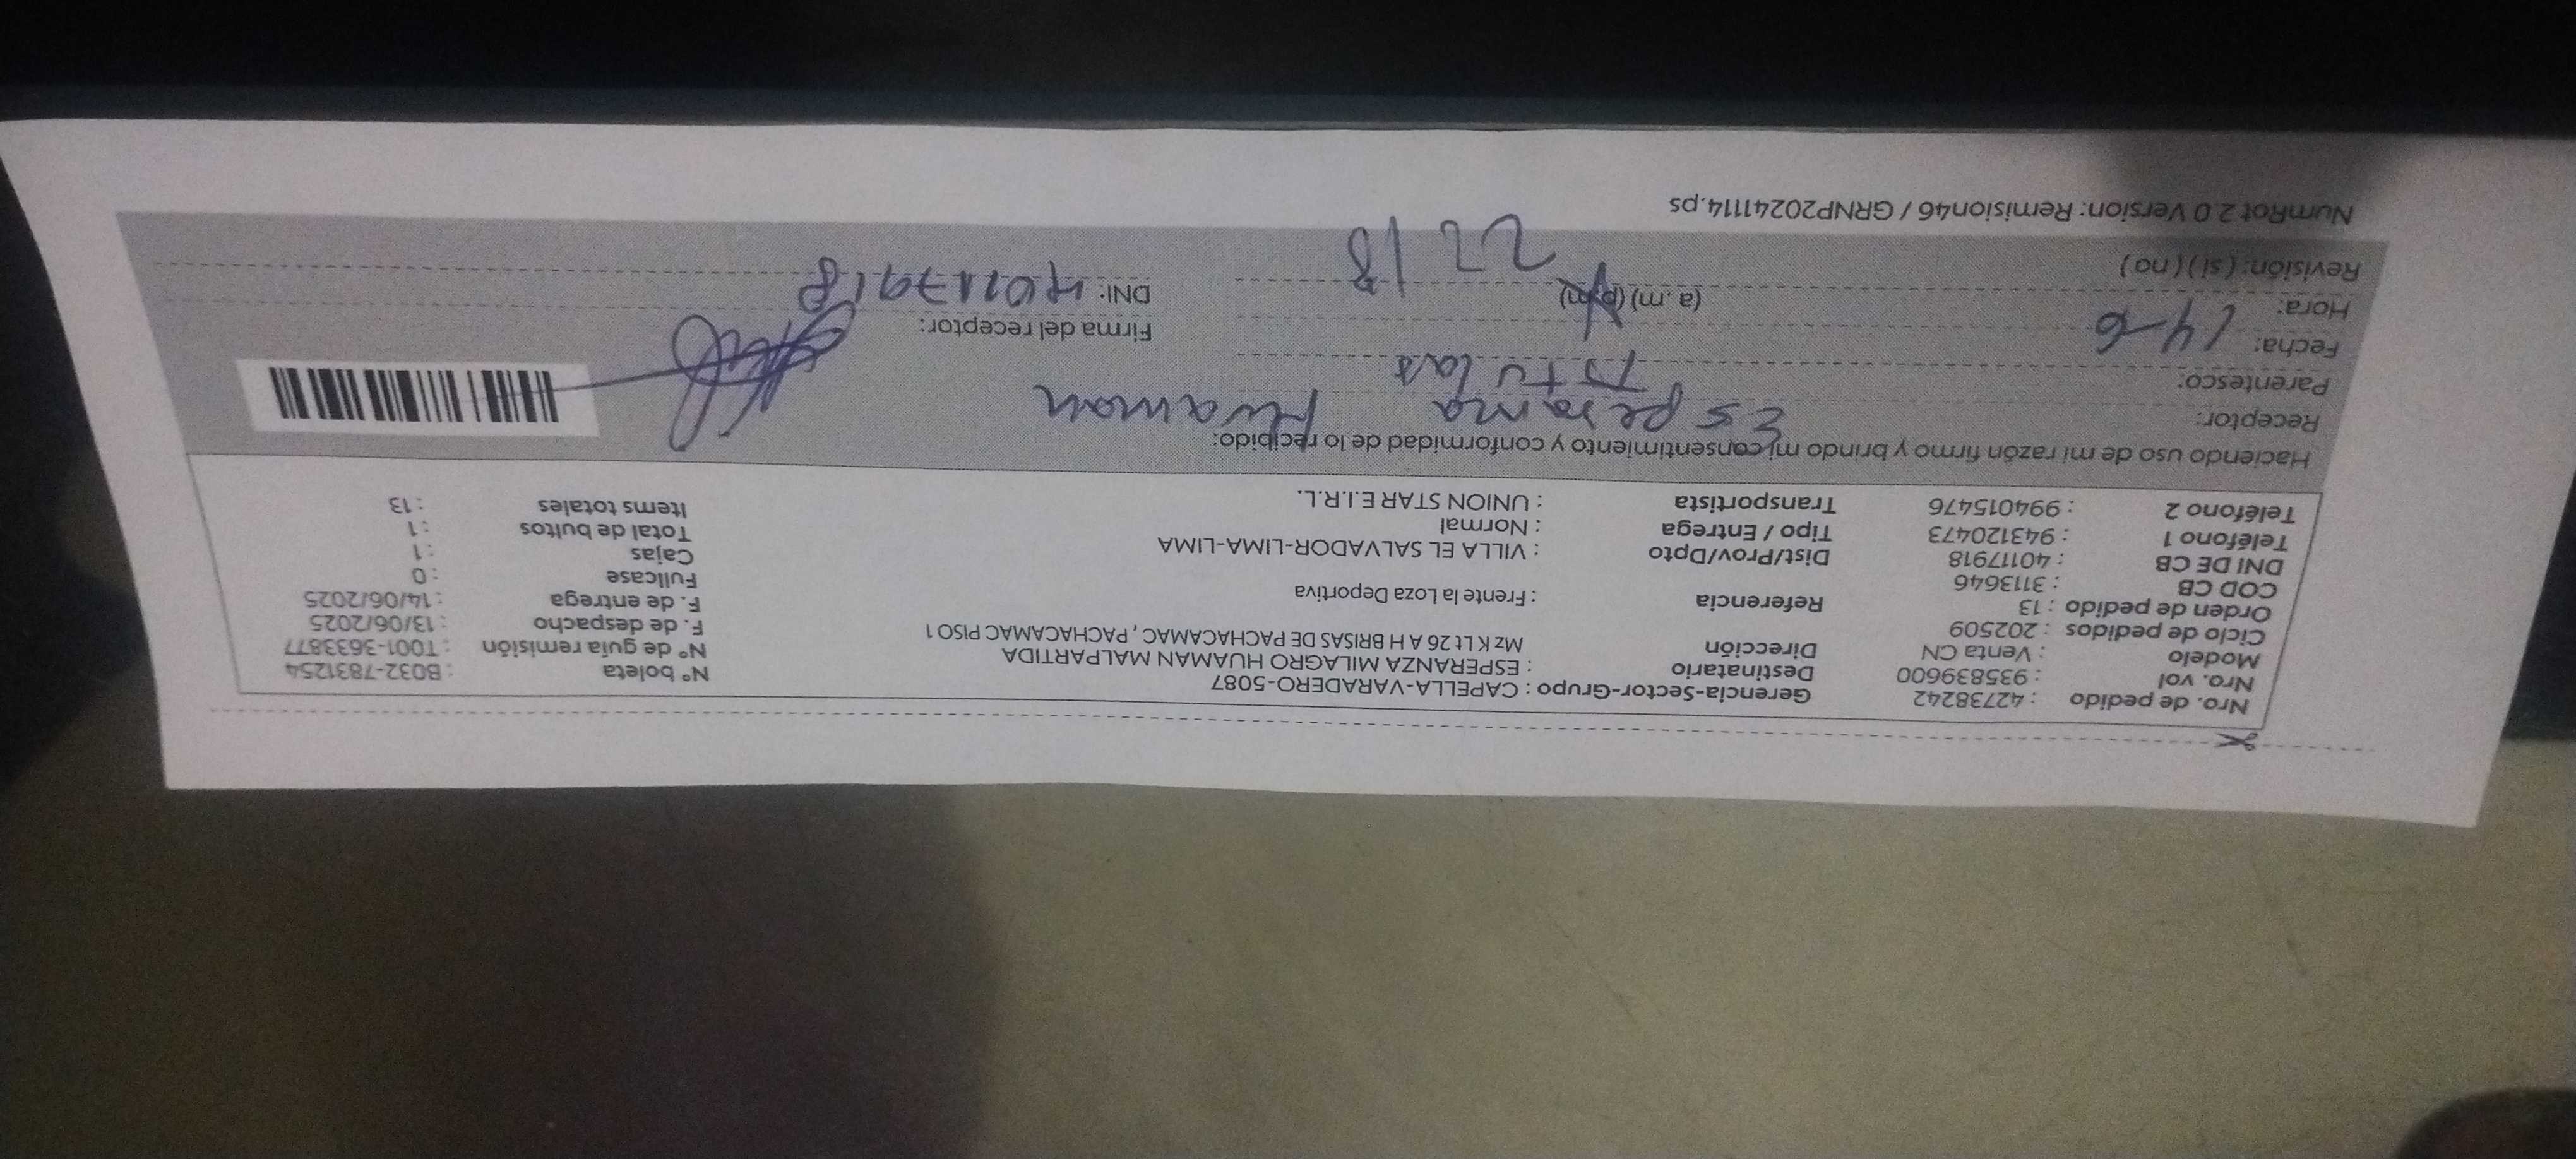 Nro. de pedido : 42738242 Gerencia-Sector-Grupo : CAPELLA-VARADERO-5087 N° boleta : B032-7831254
Nro. vol : 935839600 Destinatario : ESPERANZA MILAGRO HUAMAN MALPARTIDA N° de guía remisión : T001-3633877
Modelo : Venta CN Dirección Mz K Lt 26 A H BRISAS DE PACHACAMAC , PACHACAMAC PISO 1 F. de despacho : 13/06/2025
Ciclo de pedidos : 202509 F. de entrega : 14/06/2025
Orden de pedido : 13 Referencia : Frente la Loza Deportiva Fullcase : 0
COD CB : 3113646 Dist/Prov/Dpto : VILLA EL SALVADOR-LIMA-LIMA Cajas : 1
DNI DE CB : 40117918 Tipo / Entrega : Normal Total de bultos : 1
Teléfono 1 : 943120473 Transportista : UNION STAR E.I.R.L. Items totales : 13
Teléfono 2 : 994015476
Haciendo uso de mi razón firmo y brindo mi consentimiento y conformidad de lo recibido:
Receptor: Huaman
Parentesco:
Fecha: 14-6 Firma del receptor:
Hora: (a. m) (p. m) 22 18 DNI: 40117918
Revisión: ( si ) ( no )
NumRot 2.0 Version: Remision46 / GRNP20241114.ps